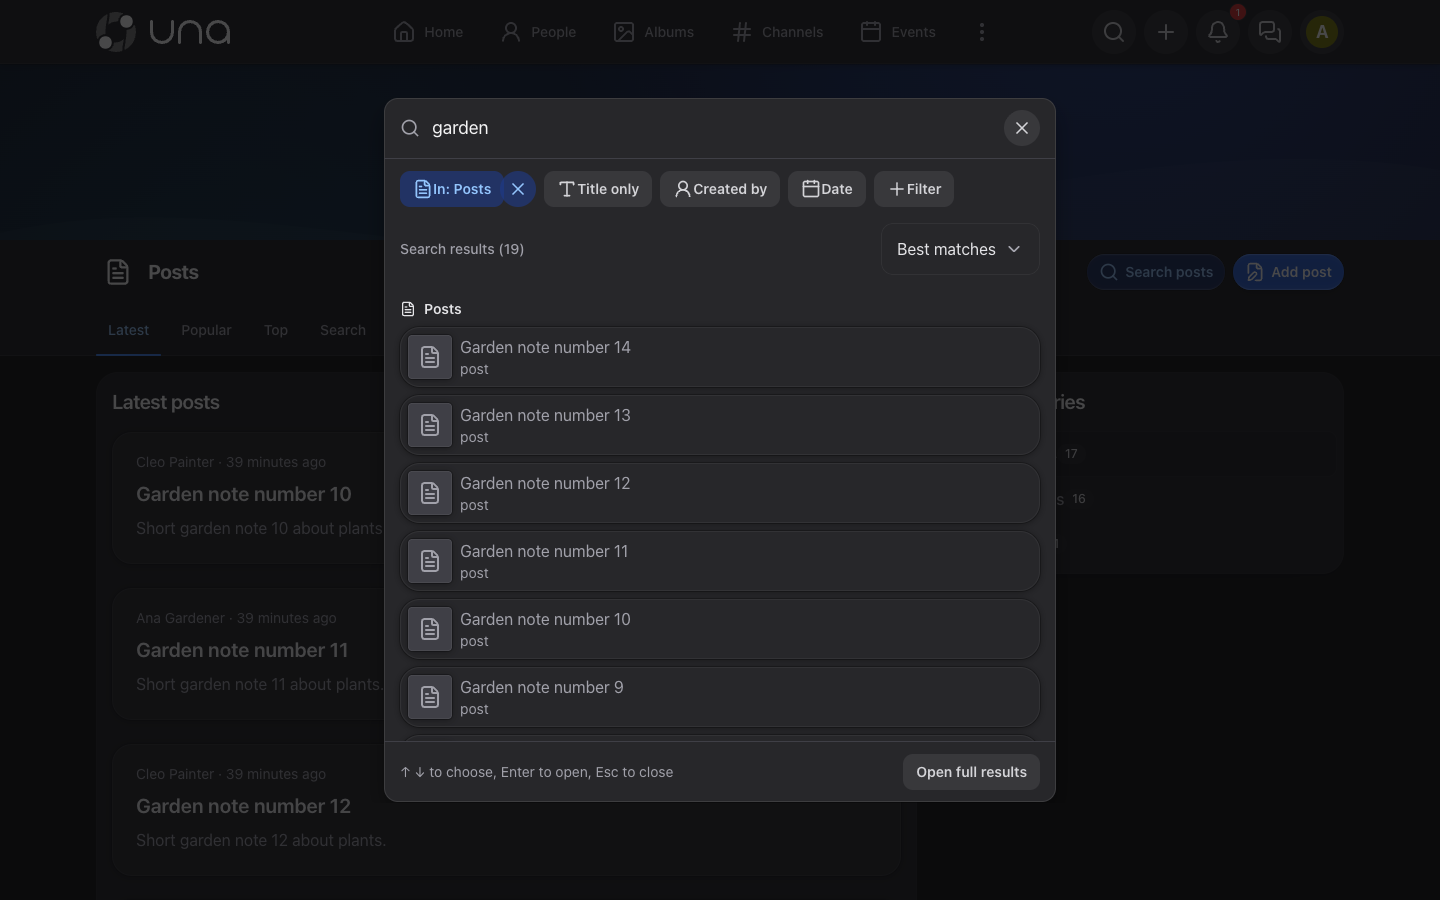 una
Home
People
Albums
Channels
Events
1
A
garden
In: Posts
Title only
Created by
Date
Filter
Search results (19)
Best matches
Posts
Search posts
Add post
Latest
Popular
Top
Search
Posts
Garden note number 14
post
Garden note number 13
post
Garden note number 12
post
Garden note number 11
post
Garden note number 10
post
Garden note number 9
post
↑ ↓ to choose, Enter to open, Esc to close
Open full results
Latest posts
Cleo Painter · 39 minutes ago
Garden note number 10
Short garden note 10 about plants
Ana Gardener · 39 minutes ago
Garden note number 11
Short garden note 11 about plants.
Cleo Painter · 39 minutes ago
Garden note number 12
Short garden note 12 about plants.
ries
17
s 16